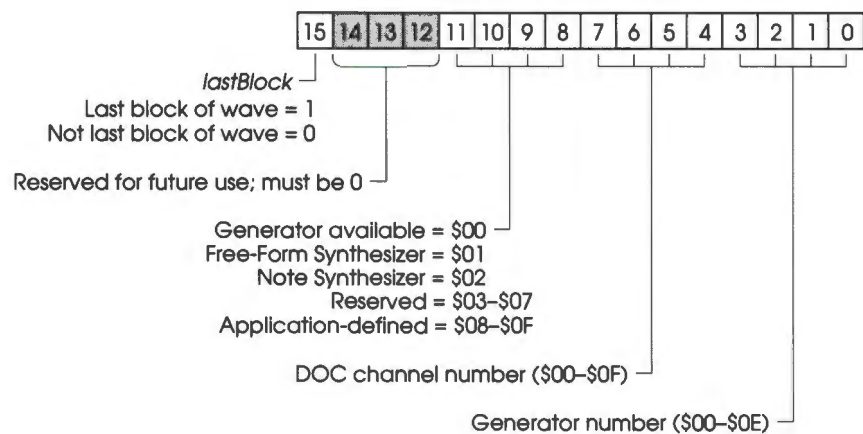 15 14 13 12 11 10 9 8 7 6 5 4 3 2 1 0
lastBlock
Last block of wave = 1
Not last block of wave = 0
Reserved for future use; must be 0
Generator available = $00
Free-Form Synthesizer = $01
Note Synthesizer = $02
Reserved = $03–$07
Application-defined = $08–$0F
DOC channel number ($00–$0F)
Generator number ($00–$0E)